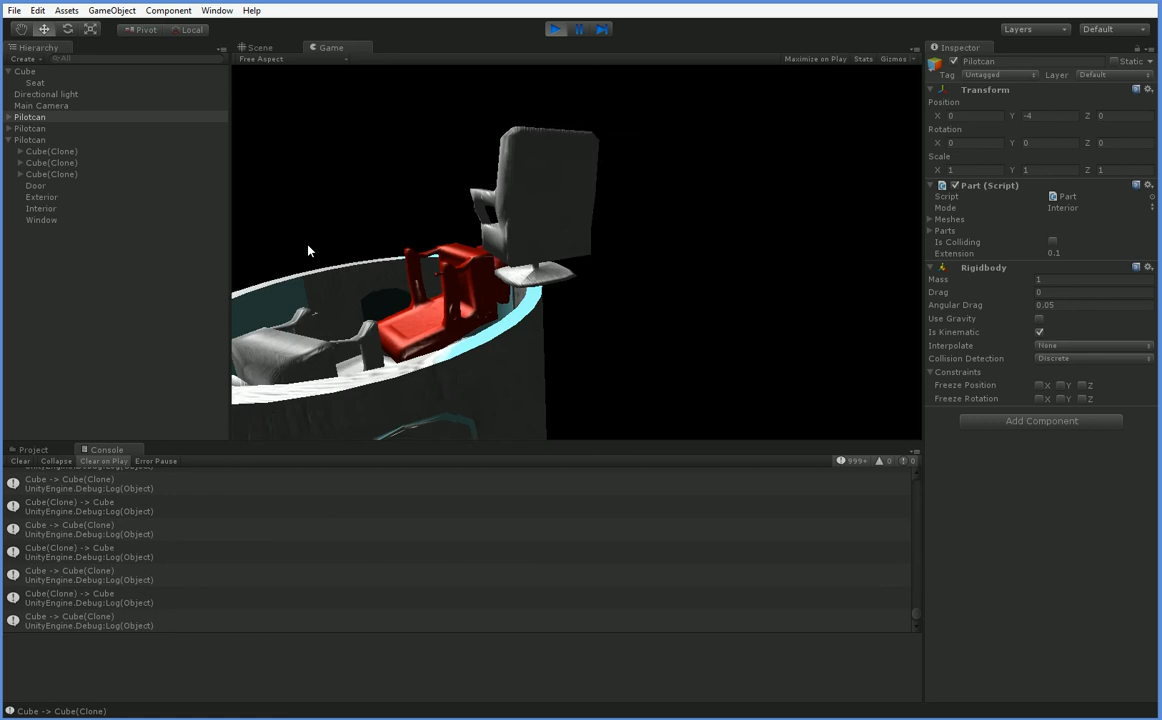 File Edit Assets GameObject Component Window Help
Pivot Local Layers Default
Hierarchy Scene Game Inspector
Create All Free Aspect Maximize on Play Stats Gizmos Pilotcan Static
Tag Untagged Layer Default
Cube
Seat
Directional light
Main Camera
Pilotcan
Pilotcan
Pilotcan
Cube(Clone)
Cube(Clone)
Cube(Clone)
Door
Exterior
Interior
Window
Transform
Position
X 0 Y -4 Z 0
Rotation
X 0 Y 0 Z 0
Scale
X 1 Y 1 Z 1
Part (Script)
Script Part
Mode Interior
Meshes
Parts
Is Colliding
Extension 0.1
Rigidbody
Mass 1
Drag 0
Angular Drag 0.05
Use Gravity
Is Kinematic
Interpolate None
Collision Detection Discrete
Constraints
Freeze Position X Y Z
Freeze Rotation X Y Z
Add Component
Project Console
Clear Collapse Clear on Play Error Pause 999+ 0 0
UnityEngine.Debug:Log(Object)
Cube -> Cube(Clone)
UnityEngine.Debug:Log(Object)
Cube(Clone) -> Cube
UnityEngine.Debug:Log(Object)
Cube -> Cube(Clone)
UnityEngine.Debug:Log(Object)
Cube(Clone) -> Cube
UnityEngine.Debug:Log(Object)
Cube -> Cube(Clone)
UnityEngine.Debug:Log(Object)
Cube(Clone) -> Cube
UnityEngine.Debug:Log(Object)
Cube -> Cube(Clone)
UnityEngine.Debug:Log(Object)
Cube -> Cube(Clone)